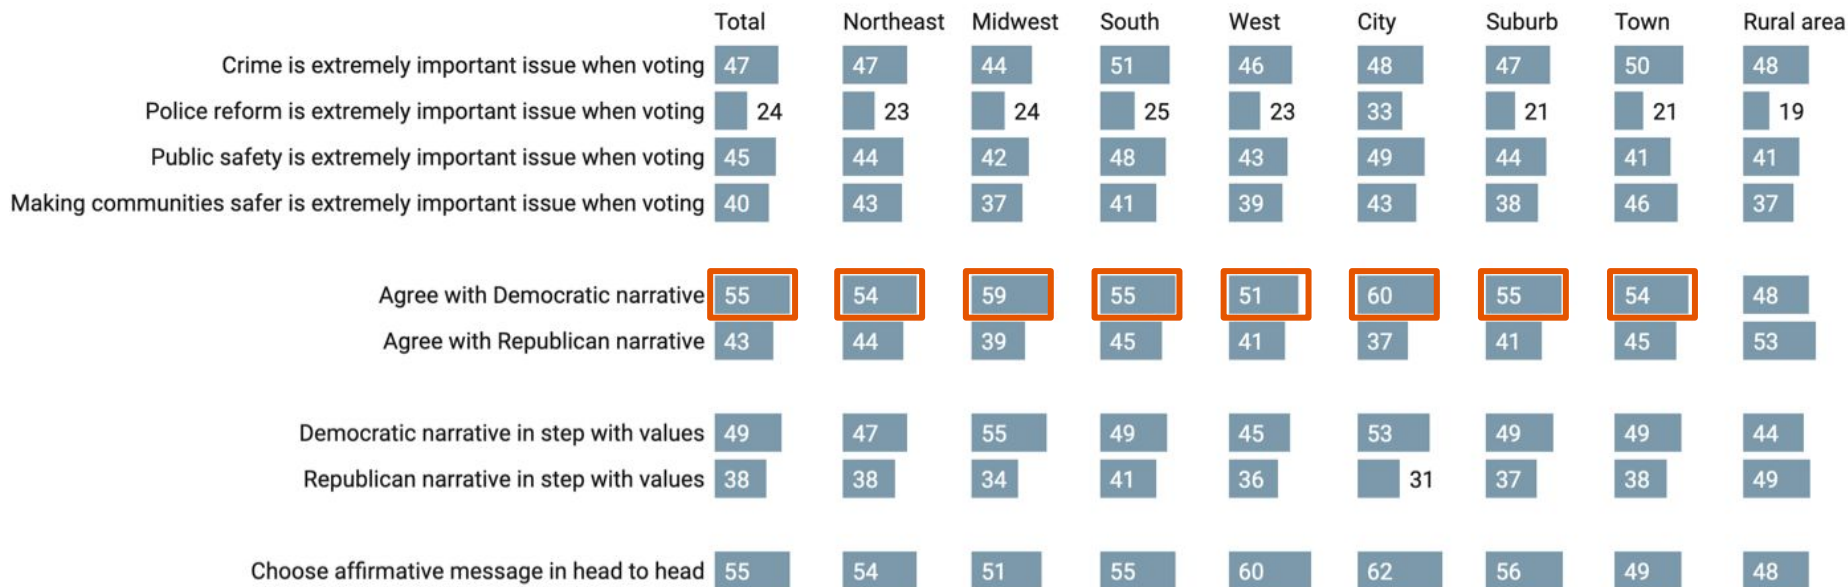 Total Northeast Midwest South West City Suburb Town Rural area
Crime is extremely important issue when voting 47 47 44 51 46 48 47 50 48
Police reform is extremely important issue when voting 24 23 24 25 23 33 21 21 19
Public safety is extremely important issue when voting 45 44 42 48 43 49 44 41 41
Making communities safer is extremely important issue when voting 40 43 37 41 39 43 38 46 37
Agree with Democratic narrative 55 54 59 55 51 60 55 54 48
Agree with Republican narrative 43 44 39 45 41 37 41 45 53
Democratic narrative in step with values 49 47 55 49 45 53 49 49 44
Republican narrative in step with values 38 38 34 41 36 31 37 38 49
Choose affirmative message in head to head 55 54 51 55 60 62 56 49 48